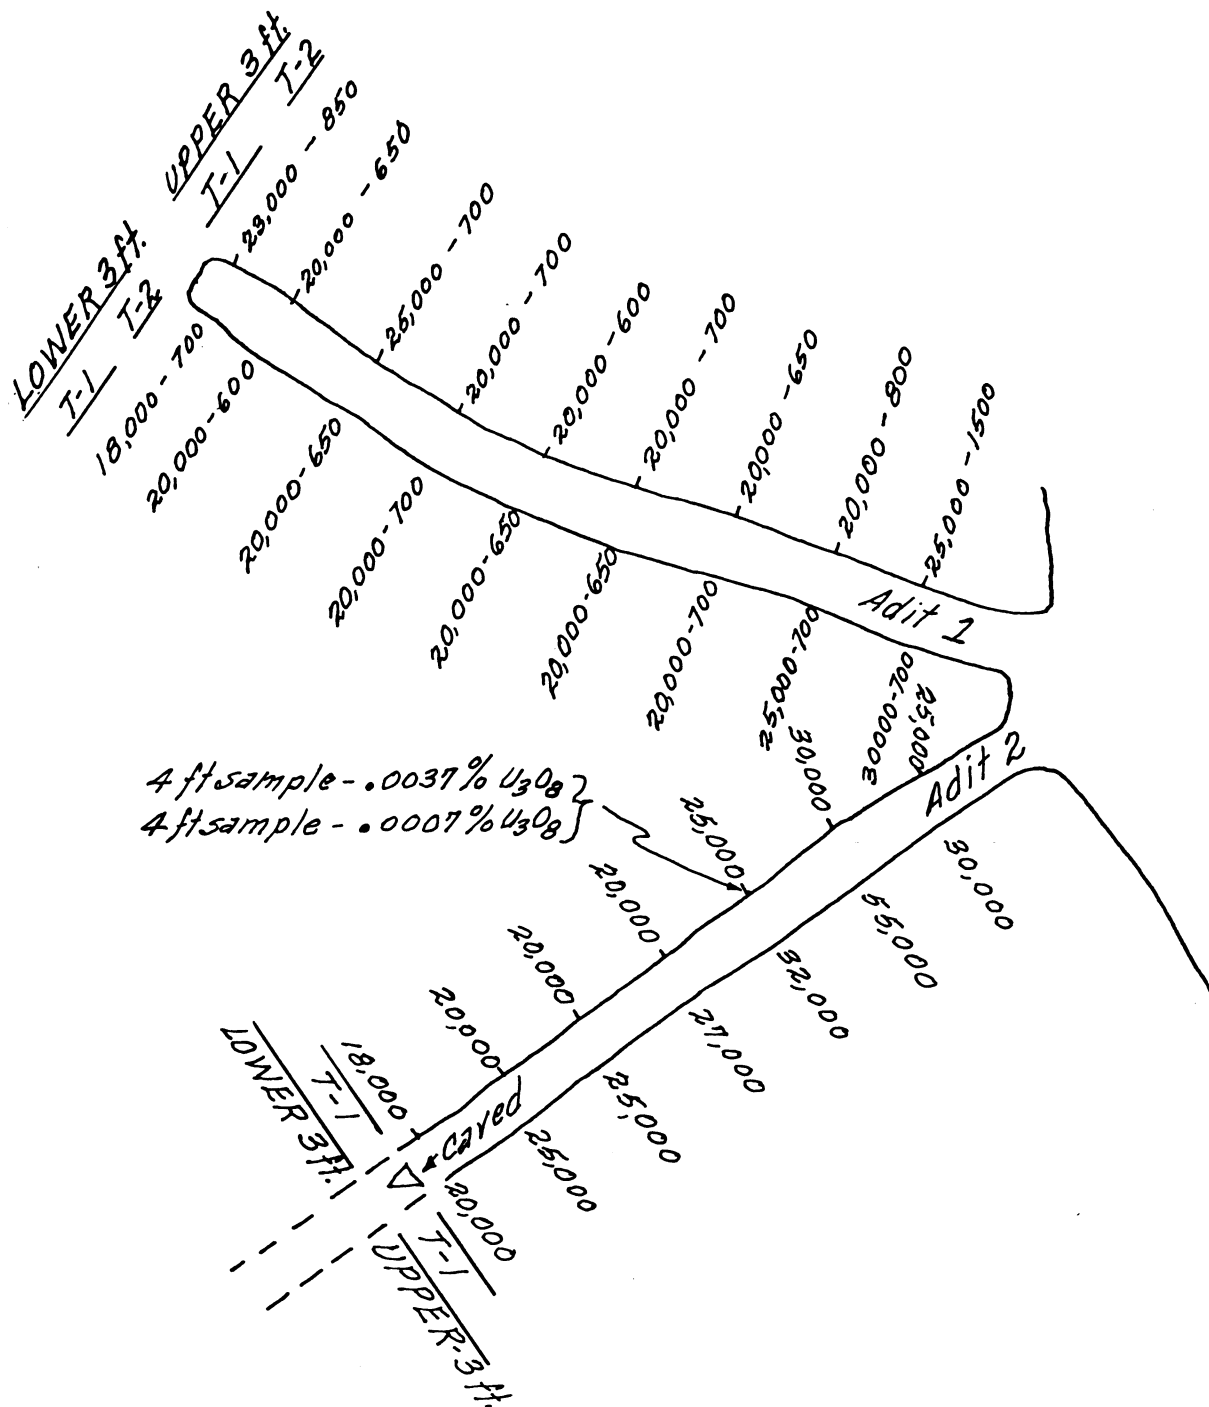 UPPER 3 ft.
T-1 T-2
23,000 - 850
20,000 - 650
25,000 - 700
20,000 - 700
20,000 - 600
20,000 - 700
20,000 - 650
20,000 - 800
25,000 - 1500
LOWER 3 ft.
T-1 T-2
18,000 - 700
20,000 - 600
20,000 - 650
20,000 - 700
20,000 - 650
20,000 - 650
20,000 - 700
25,000 - 700
30000 - 700
Adit 1
Adit 2
25,000
30,000
25,000
20,000
20,000
20,000
18,000
T-1
LOWER 3 ft.
4 ft sample - .0037% U3O8
4 ft sample - .0007% U3O8
30,000
55,000
32,000
27,000
25,000
25,000
20,000
T-1
UPPER-3 ft.
Caved